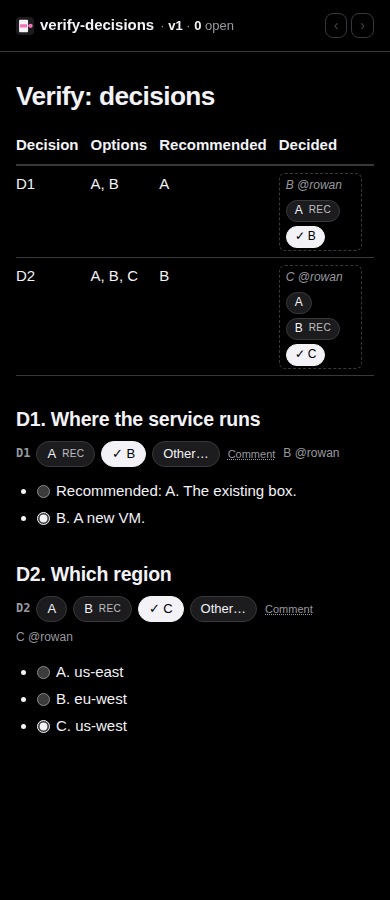 verify-decisions · v1 · 0 open
Verify: decisions
Decision Options Recommended Decided
D1 A, B A B @rowan
A REC
✓ B
D2 A, B, C B C @rowan
A
B REC
✓ C
D1. Where the service runs
D1 A REC ✓ B Other… Comment B @rowan
Recommended: A. The existing box.
B. A new VM.
D2. Which region
D2 A B REC ✓ C Other… Comment
C @rowan
A. us-east
B. eu-west
C. us-west